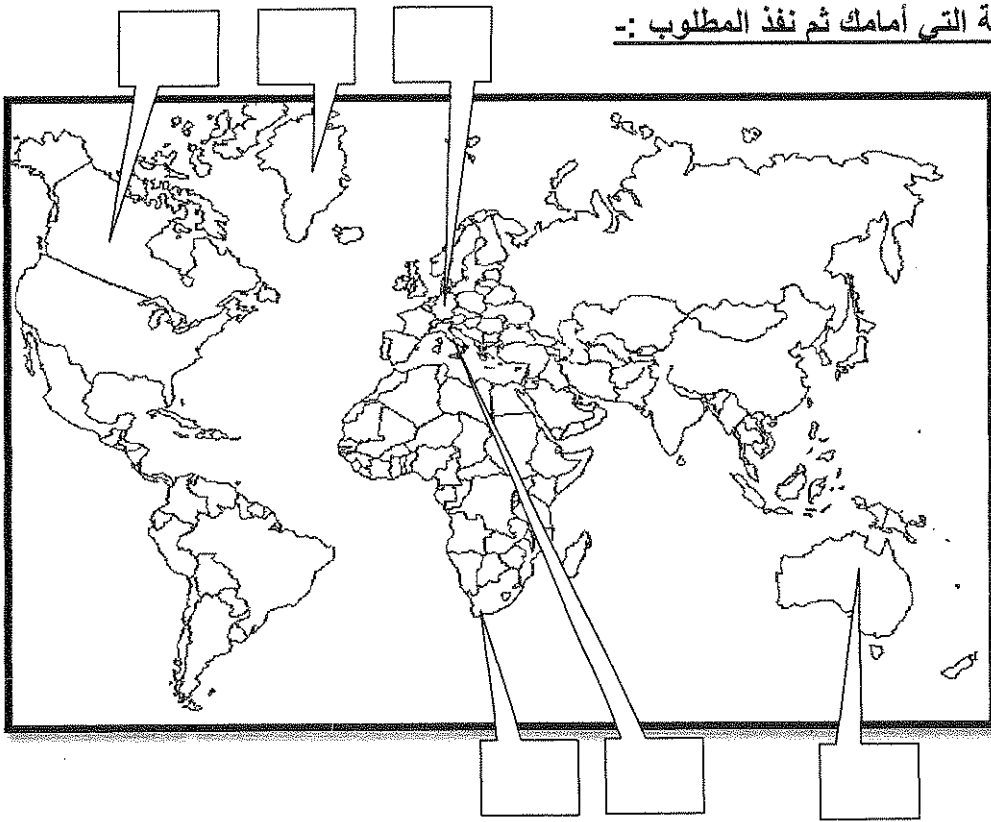 ة التي أمامك ثم نفذ المطلوب :-